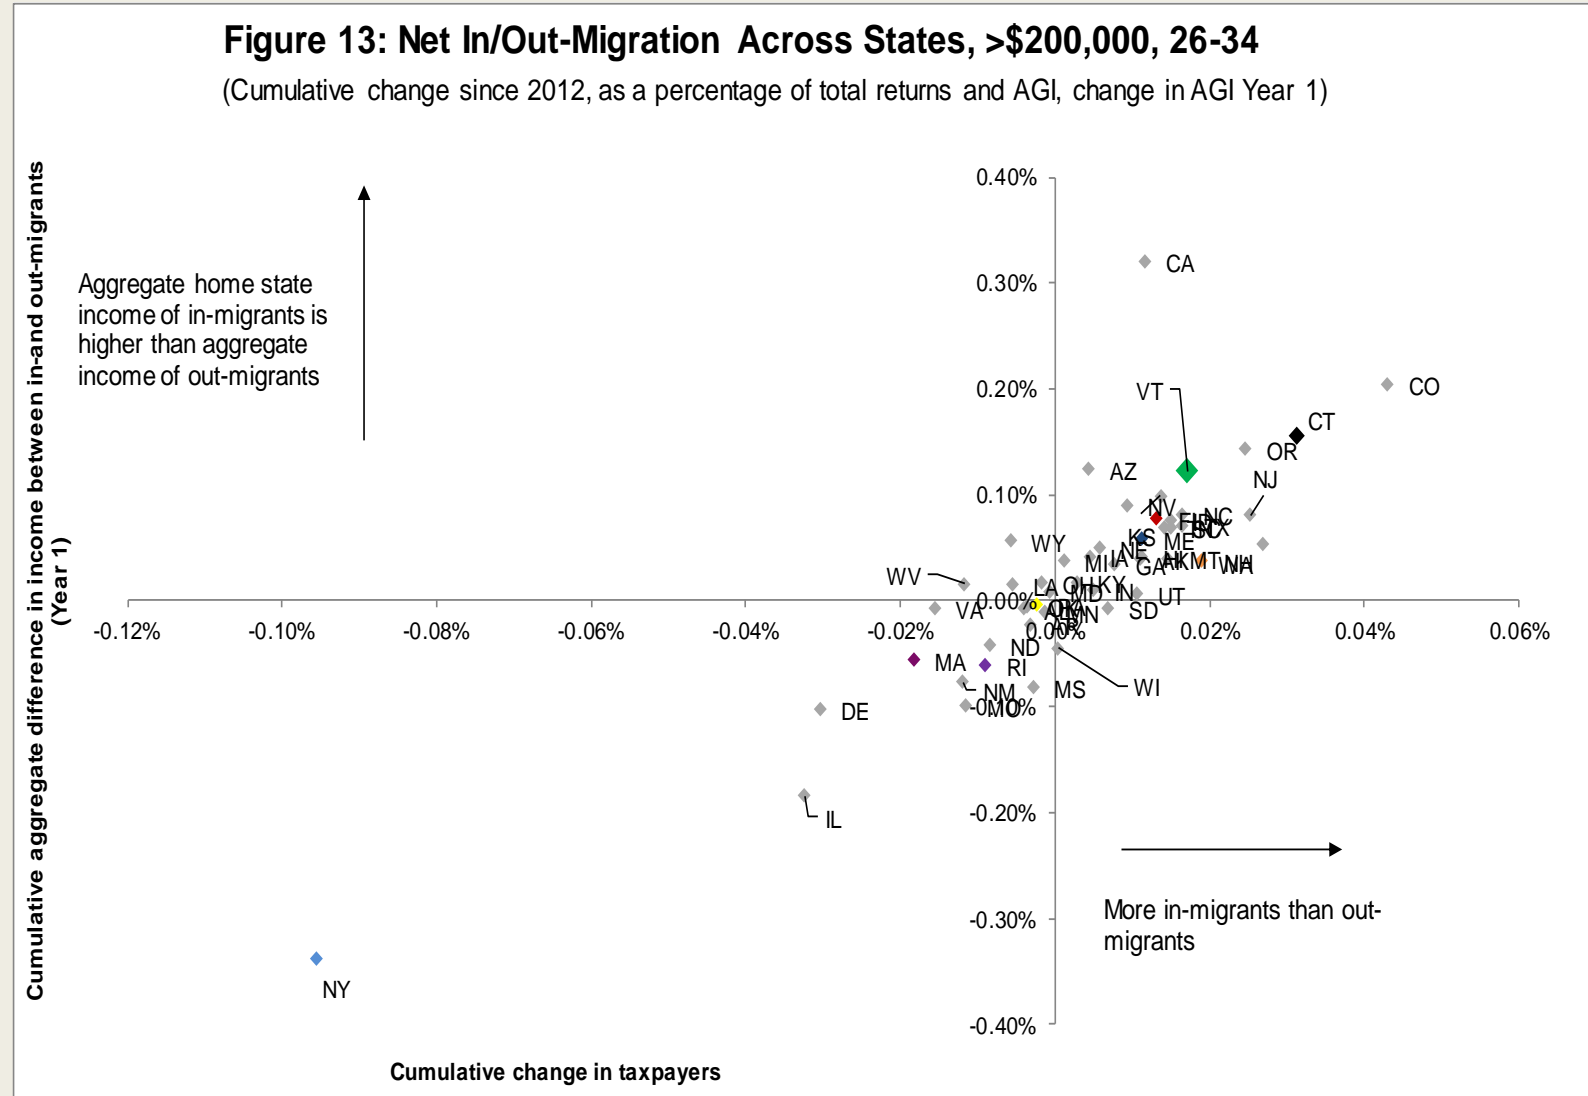 Figure 13: Net In/Out-Migration Across States, >$200,000, 26-34
(Cumulative change since 2012, as a percentage of total returns and AGI, change in AGI Year 1)
Cumulative aggregate difference in income between in-and out-migrants
(Year 1)
Aggregate home state
income of in-migrants is
higher than aggregate
income of out-migrants
0.40%
CA
0.30%
0.20%
VT
CO
CT
OR
AZ
NJ
0.10%
NV
NC
KS
ME
WY
NE
IA
MI
GA
MT
NH
WV
LA
OH
KY
MD
IN
UT
0.00%
VA
SD
-0.12%
-0.10%
-0.08%
-0.06%
-0.04%
-0.02%
0.00%
0.02%
0.04%
0.06%
ND
MA
RI
NM
MS
WI
-0.10%
MO
DE
-0.20%
IL
More in-migrants than out-
migrants
-0.30%
NY
-0.40%
Cumulative change in taxpayers